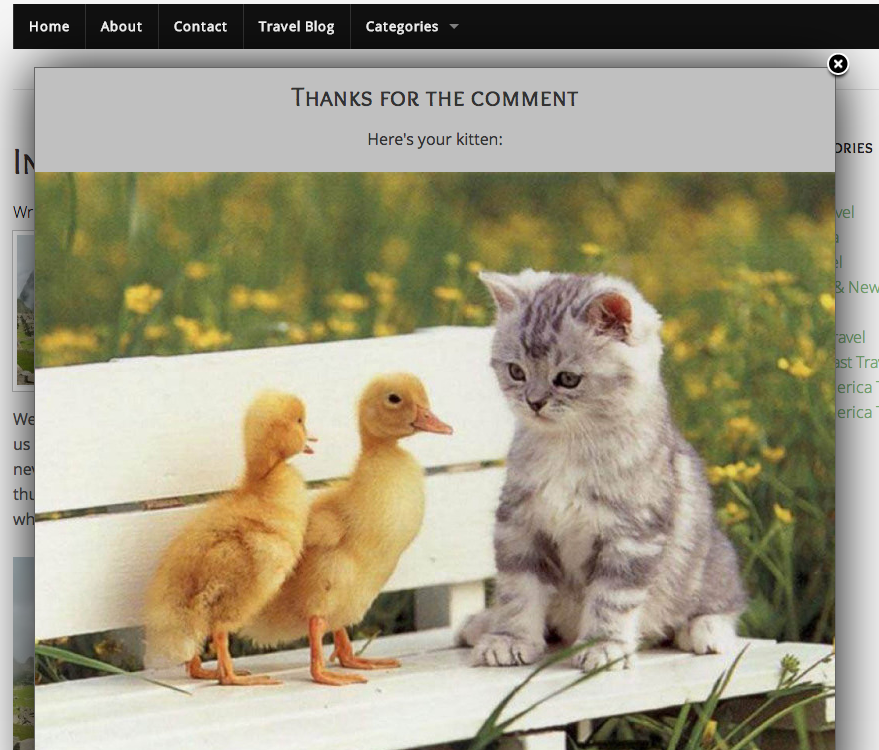 Home About Contact Travel Blog Categories
Thanks for the comment
Here's your kitten:
Wr
We
us
nev
thu
wh
ORIES
vel
a
el
& New
ravel
ast Tra
erica T
erica T